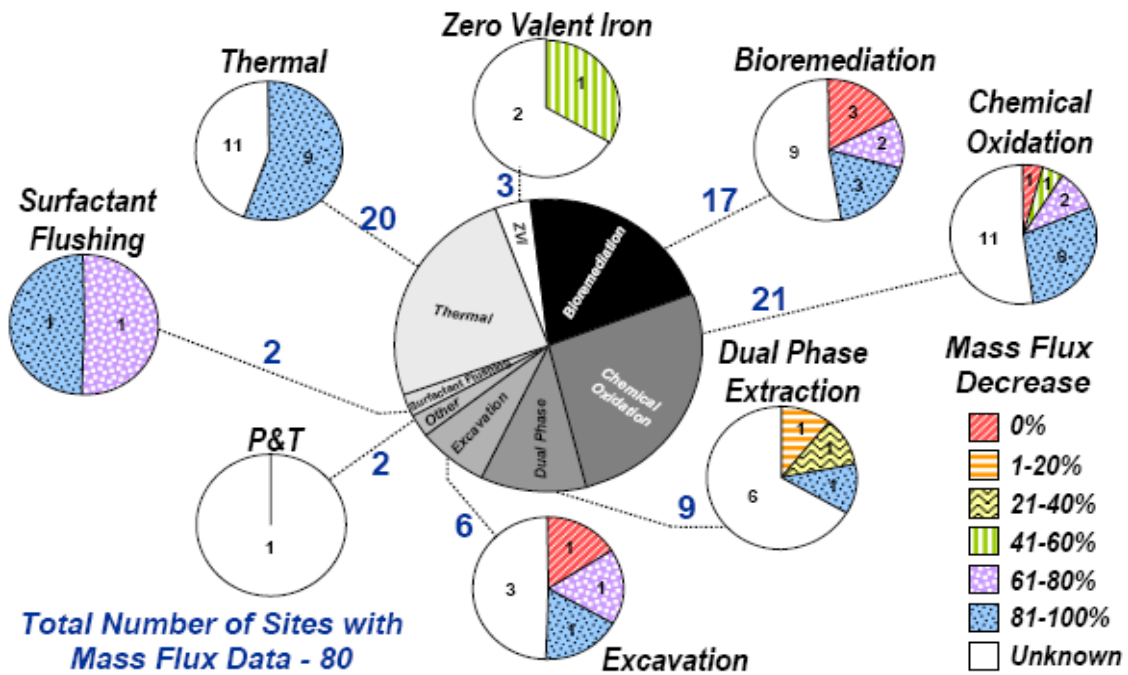 Zero Valent Iron
1
2
Thermal
11
9
Bioremediation
3
2
3
9
Chemical
Oxidation
1
1
2
6
11
Surfactant
Flushing
1
1
20
3
17
21
2
2
6
9
ZVI
Bioremediation
Thermal
Chemical
Oxidation
Surfactant Flushing
Other
Excavation
Dual Phase
P&T
1
Dual Phase
Extraction
1
1
1
6
Mass Flux
Decrease
0%
1-20%
21-40%
41-60%
61-80%
81-100%
Unknown
1
1
1
3
Excavation
Total Number of Sites with
Mass Flux Data - 80